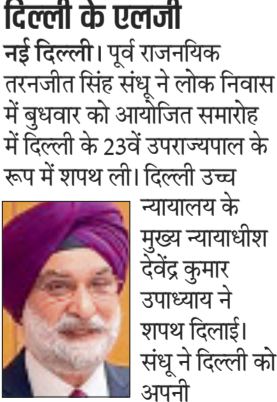 दिल्ली के एलजी
नई दिल्ली। पूर्व राजनयिक
तरनजीत सिंह संधू ने लोक निवास
में बुधवार को आयोजित समारोह
में दिल्ली के 23वें उपराज्यपाल के
रूप में शपथ ली। दिल्ली उच्च
न्यायालय के
मुख्य न्यायाधीश
देवेंद्र कुमार
उपाध्याय ने
शपथ दिलाई।
संधू ने दिल्ली को
अपनी